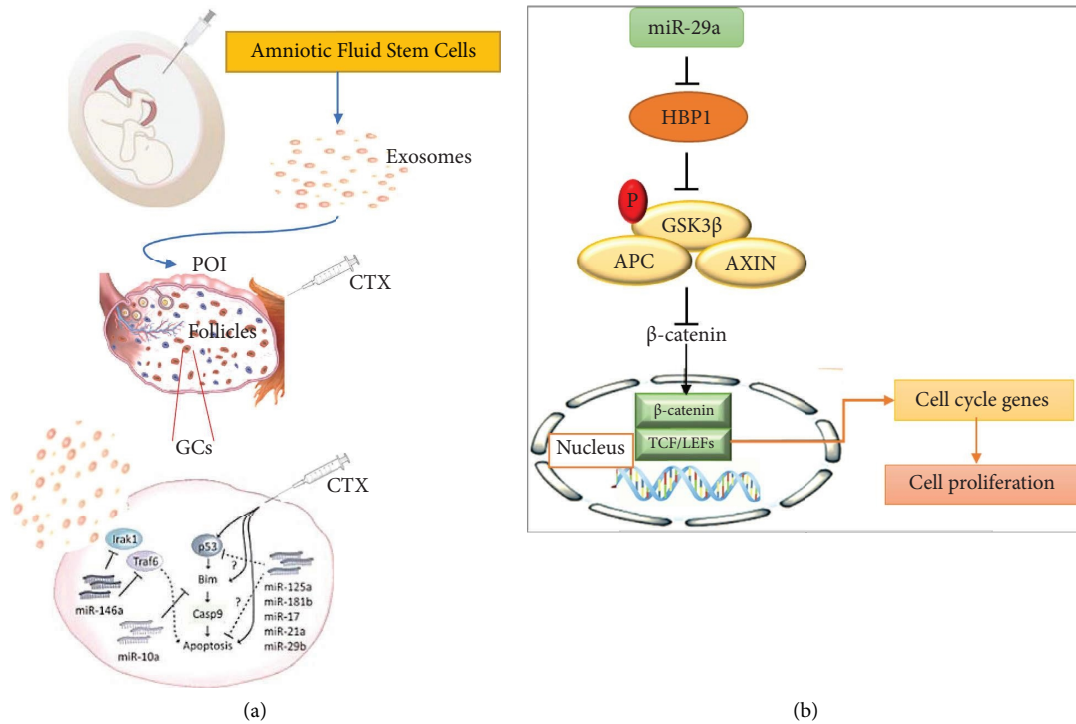 Amniotic Fluid Stem Cells
Exosomes
POI
CTX
Follicles
GCs
CTX
Irak1
Traf6
miR-146a
miR-10a
p53
?
Bim
?
Casp9
Apoptosis
miR-125a
miR-181b
miR-17
miR-21a
miR-29b
(a)
miR-29a
HBP1
P
GSK3β
APC
AXIN
β-catenin
β-catenin
TCF/LEFs
Nucleus
Cell cycle genes
Cell proliferation
(b)